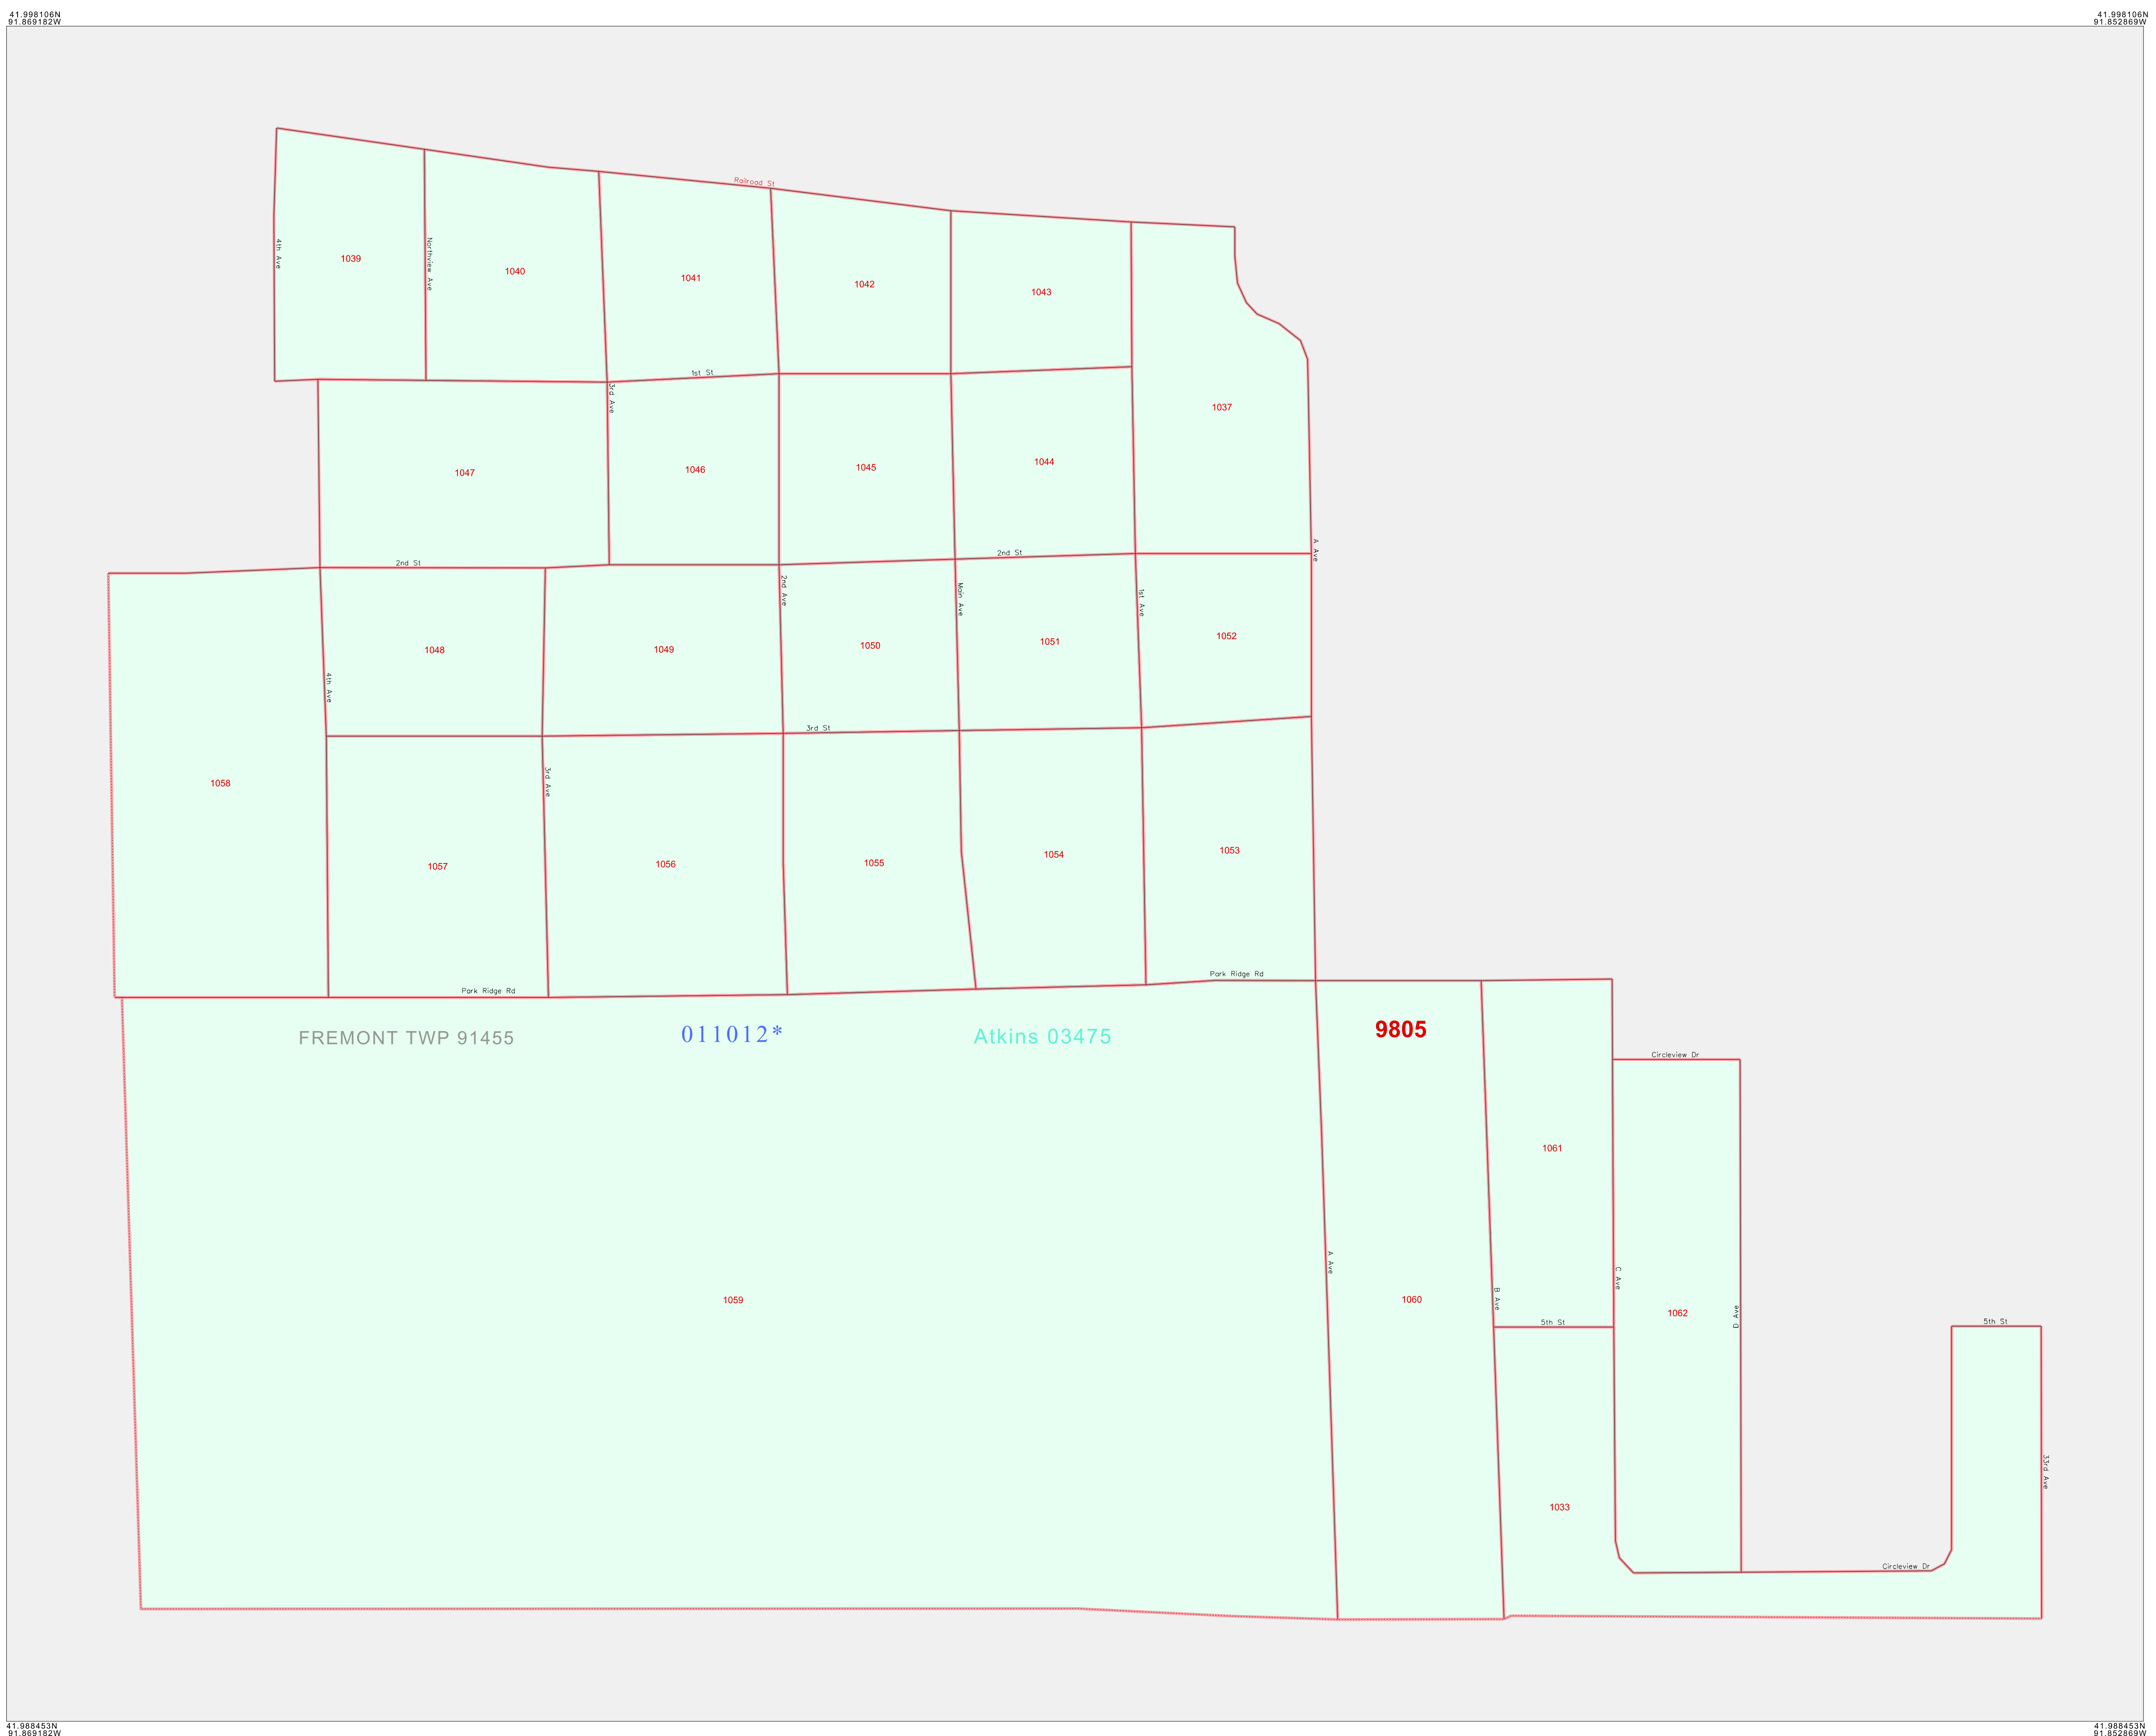 41.998106N
91.869182W
41.998106N
91.852869W
Railroad St
4th Ave
Northview Ave
1039
1040
1041
1042
1043
1st St
3rd Ave
1037
1047
1046
1045
1044
A Ave
2nd St
2nd St
2nd Ave
Main Ave
1st Ave
1048
1049
1050
1051
1052
4th Ave
3rd St
3rd Ave
1058
1057
1056
1055
1054
1053
Park Ridge Rd
Park Ridge Rd
FREMONT TWP 91455
011012*
Atkins 03475
9805
Circleview Dr
1061
A Ave
B Ave
C Ave
D Ave
1059
1060
1062
5th St
5th St
33rd Ave
1033
Circleview Dr
41.988453N
91.869182W
41.988453N
91.852869W